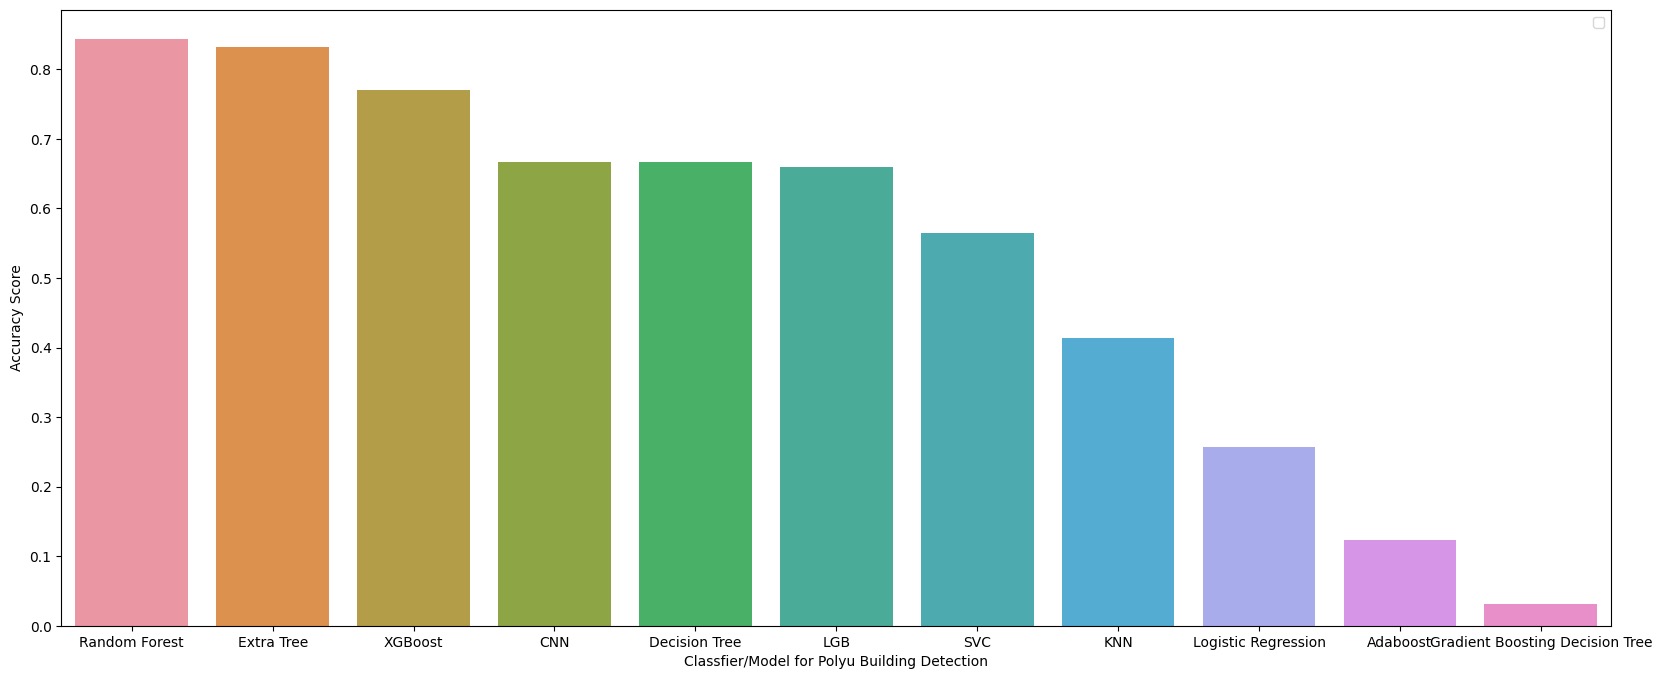 Accuracy Score
0.8
0.7
0.6
0.5
0.4
0.3
0.2
0.1
0.0
Random Forest
Extra Tree
XGBoost
CNN
Decision Tree
LGB
SVC
KNN
Logistic Regression
Adaboost
Gradient Boosting Decision Tree
Classfier/Model for Polyu Building Detection